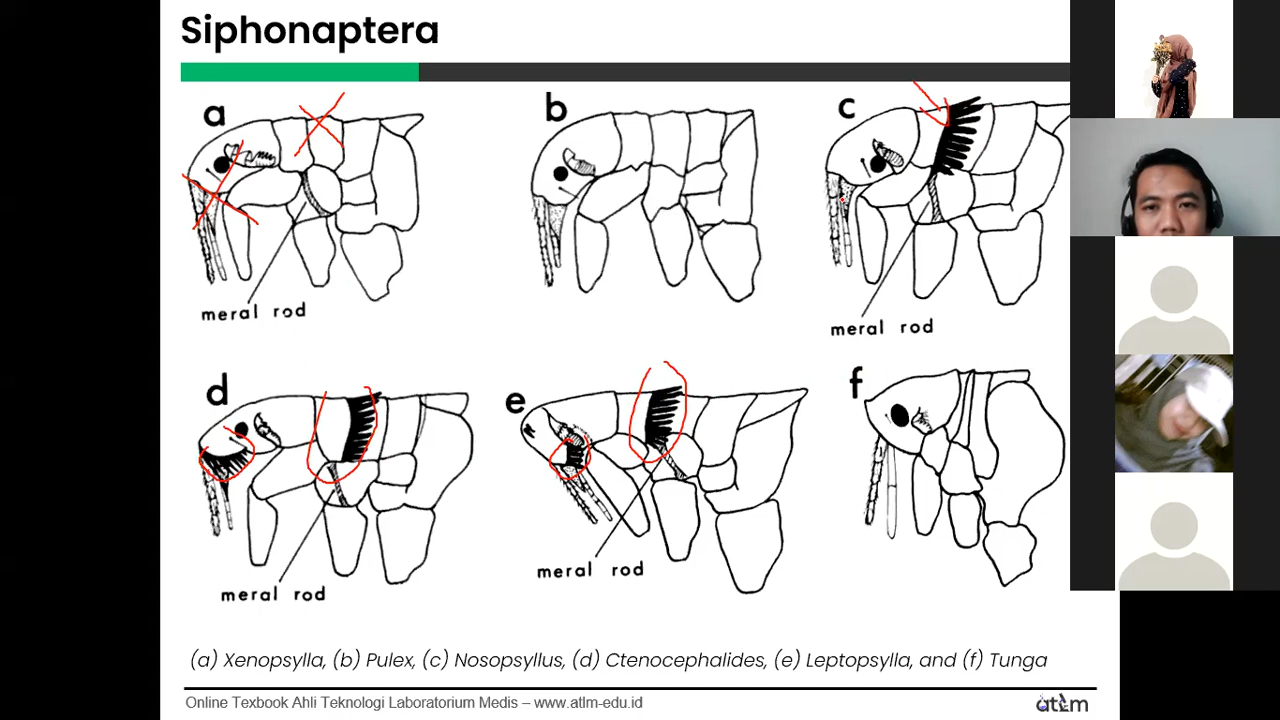 Siphonaptera
a
b
c
meral rod
meral rod
d
e
f
meral rod
meral rod
(a) Xenopsylla, (b) Pulex, (c) Nosopsyllus, (d) Ctenocephalides, (e) Leptopsylla, and (f) Tunga
Online Texbook Ahli Teknologi Laboratorium Medis – www.atlm-edu.id
atlm